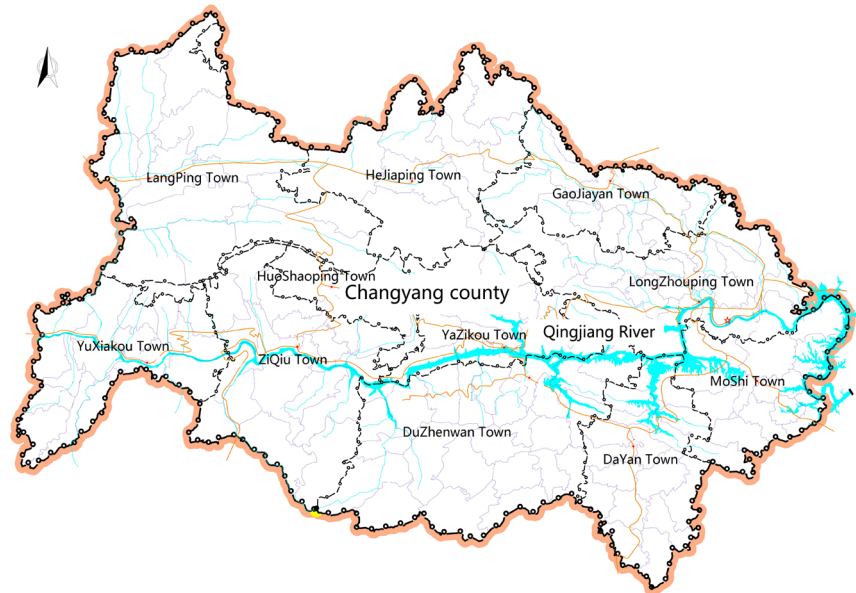 LangPing Town
HeJiaping Town
GaoJiayan Town
HuoShaoping Town
LongZhouping Town
Changyang county
Qingjiang River
YuXiakou Town
ZiQiu Town
YaZikou Town
MoShi Town
DuZhenwan Town
DaYan Town